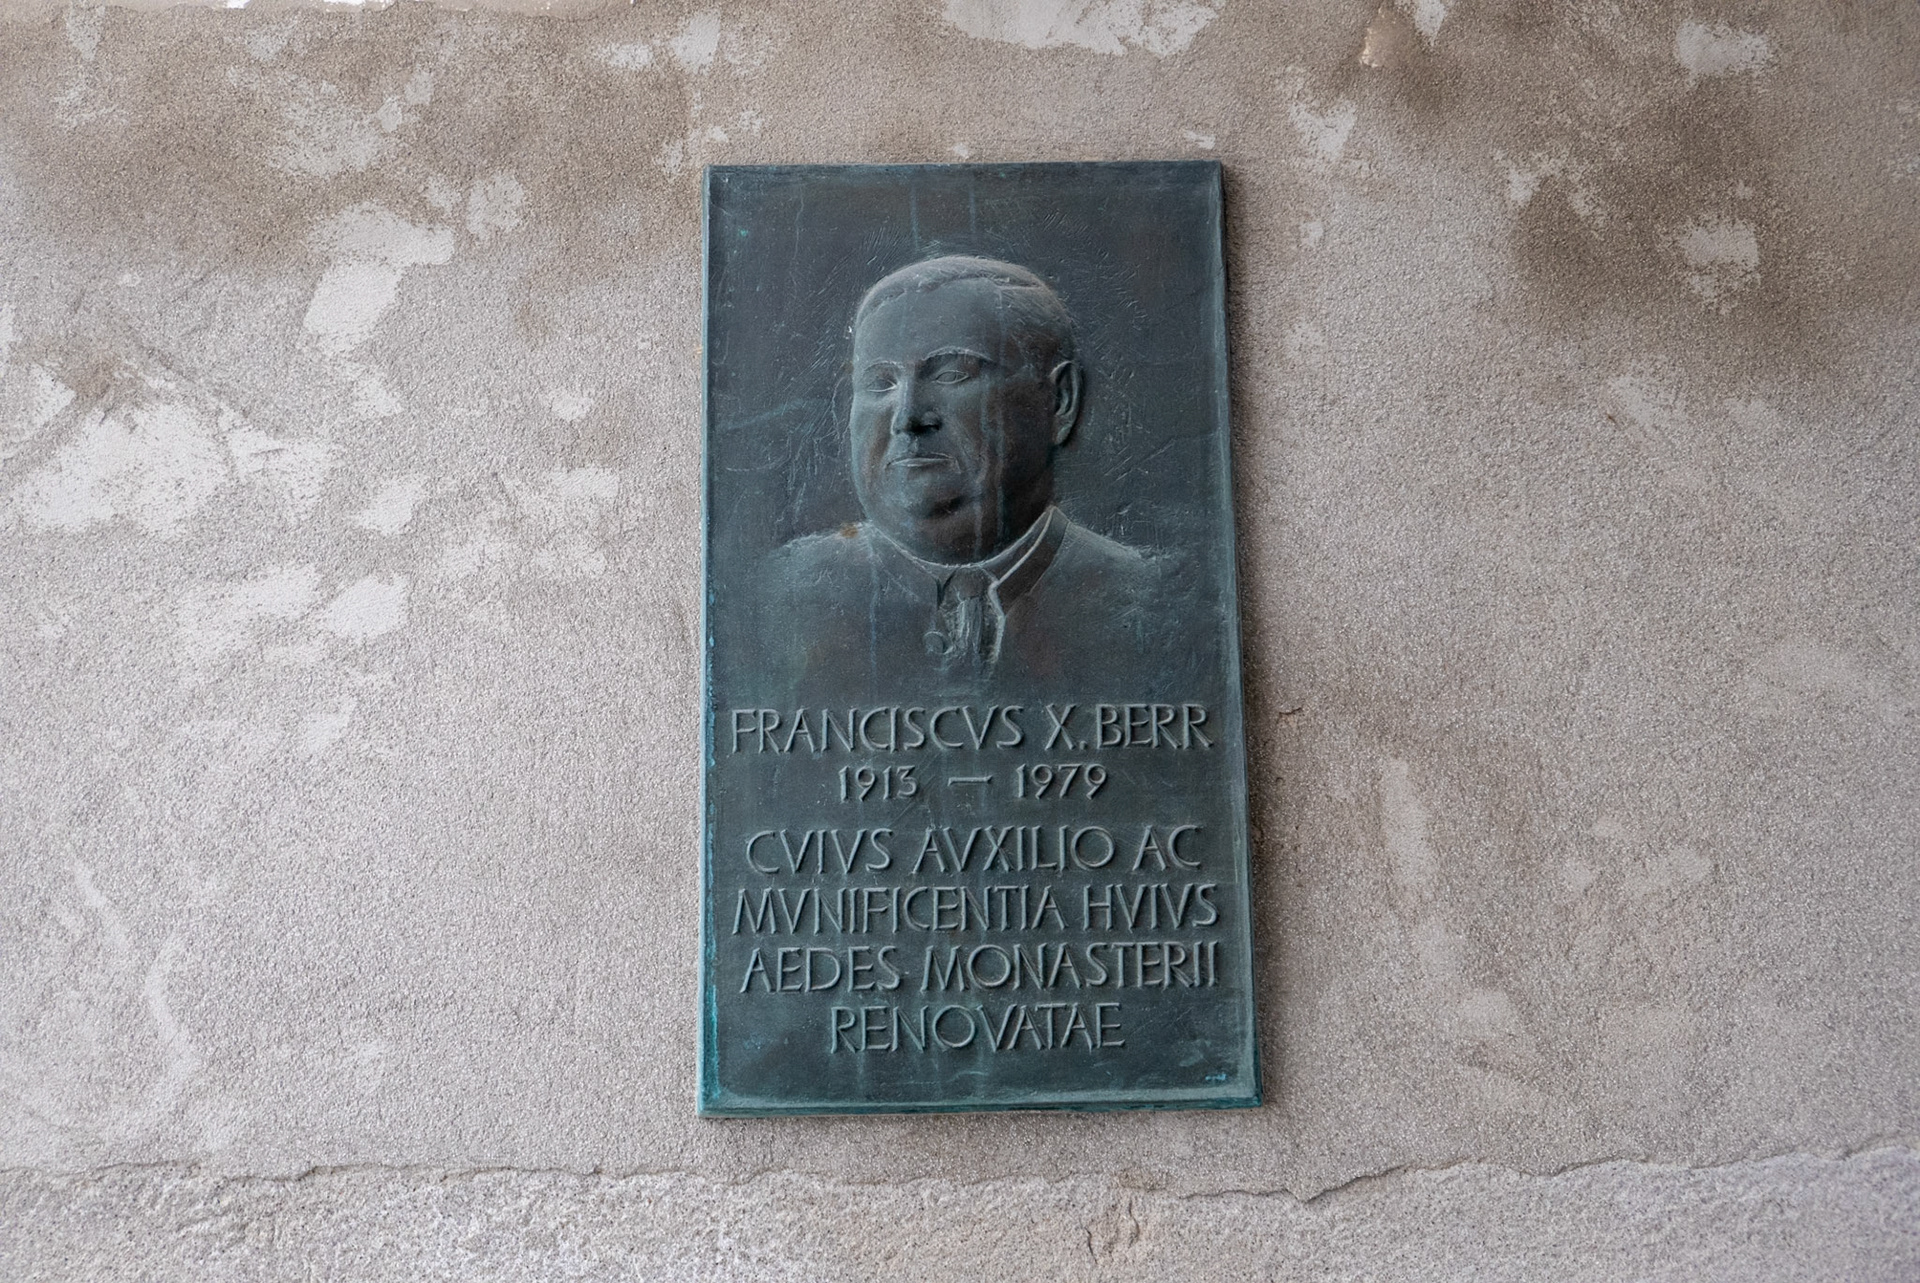 FRANCISCVS X. BERR
1913 — 1979
CVIVS AVXILIO AC
MVNIFICENTIA HVIVS
AEDES MONASTERII
RENOVATAE